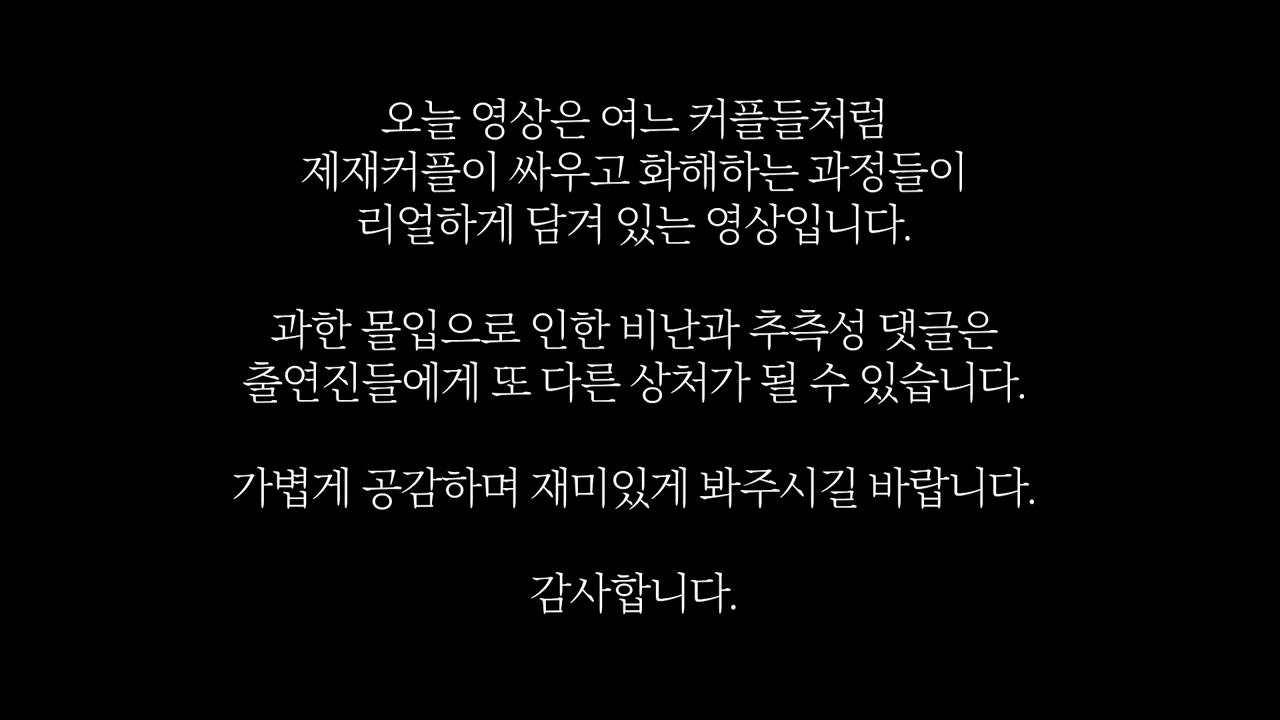 오늘 영상은 여느 커플들처럼
제재커플이 싸우고 화해하는 과정들이
리얼하게 담겨 있는 영상입니다.
과한 몰입으로 인한 비난과 추측성 댓글은
출연진들에게 또 다른 상처가 될 수 있습니다.
가볍게 공감하며 재미있게 봐주시길 바랍니다.
감사합니다.